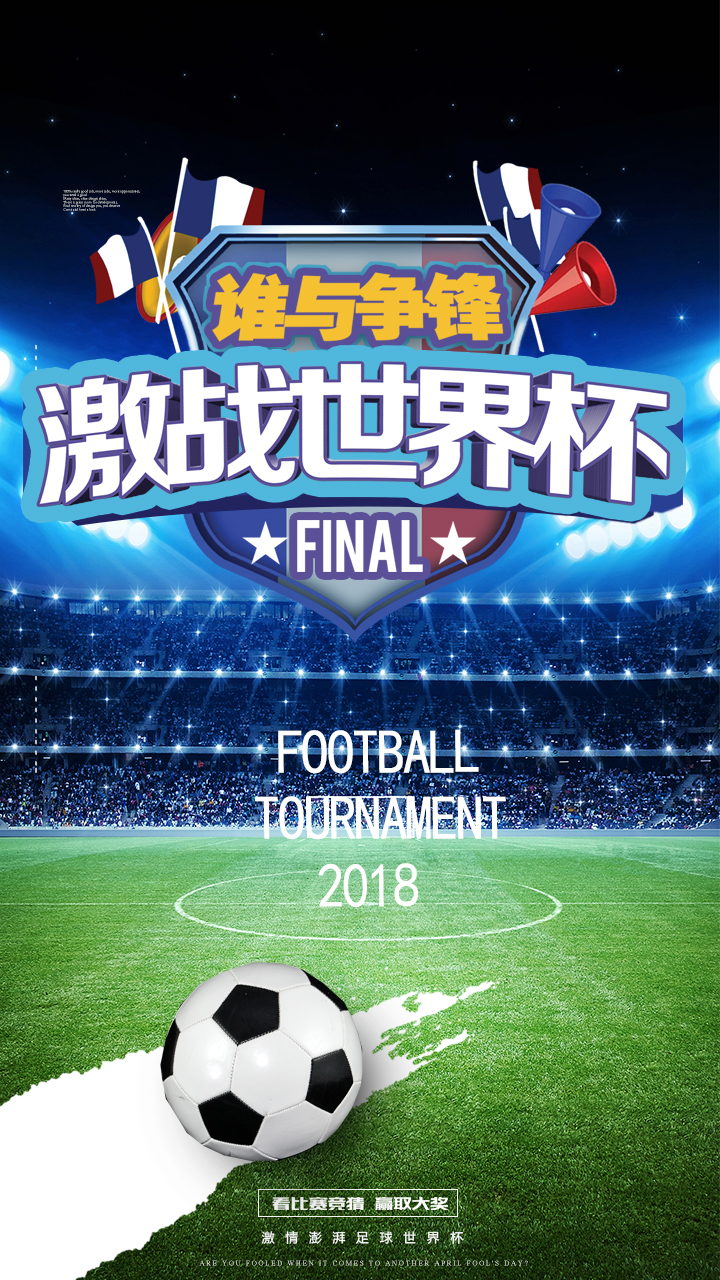 谁与争锋
激战世界杯
FINAL
FOOTBALL
TOURNAMENT
2018
看比赛竞猜 赢取大奖
激情澎湃足球世界杯
ARE YOU FOOLED WHEN IT COMES TO ANOTHER APRIL FOOL'S DAY?